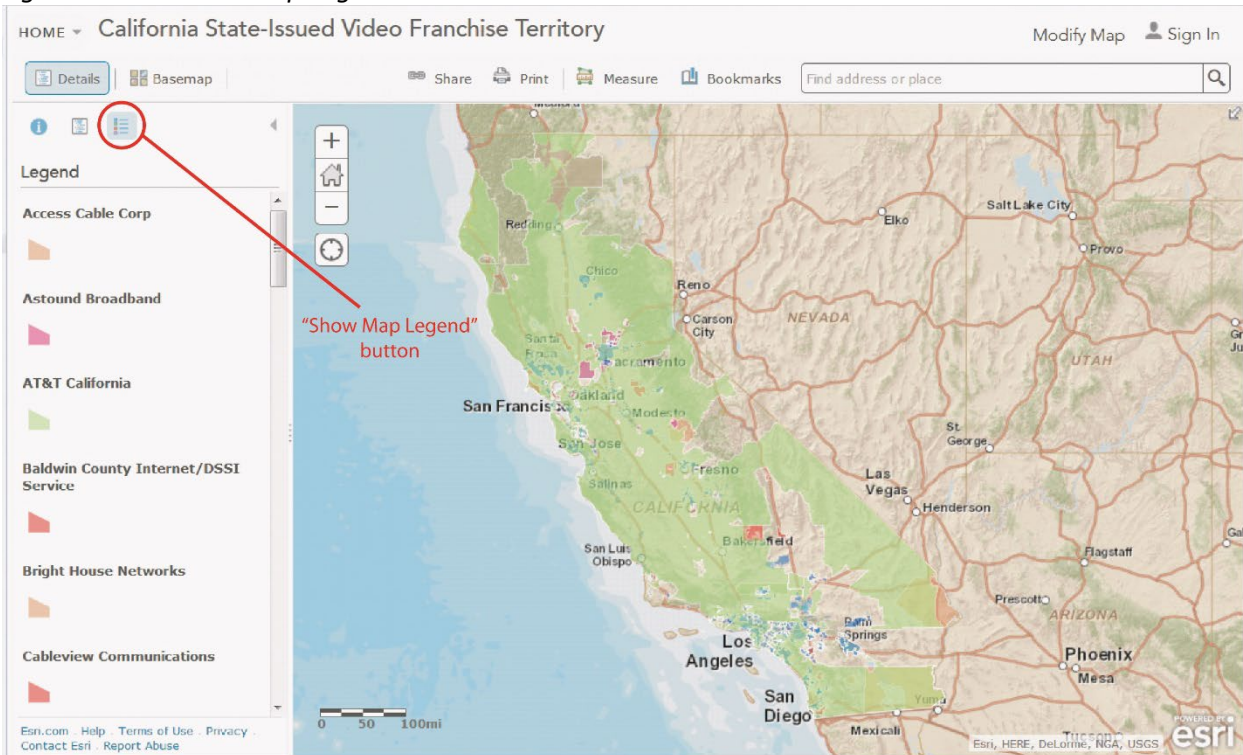 HOME California State-Issued Video Franchise Territory
Modify Map Sign In
Details Basemap Share Print Measure Bookmarks Find address or place
Legend
Access Cable Corp
Astound Broadband
AT&T California
Baldwin County Internet/DSSI
Service
Bright House Networks
Cableview Communications
Esri.com . Help . Terms of Use . Privacy .
Contact Esri . Report Abuse
"Show Map Legend"
button
Redding
Chico
Reno
Carson
City
NEVADA
Elko
Salt Lake City
Provo
UTAH
Santa
Rosa
Sacramento
San Francis
Oakland
Modesto
San Jose
Salinas
Fresno
CALIFORNIA
St.
George
Las
Vegas
Henderson
San Luis
Obispo
Bakersfield
Flagstaff
Prescott
ARIZONA
Los
Angeles
Palm
Springs
Phoenix
Mesa
San
Diego
Yuma
Mexicali
Tucson
0 50 100mi
Esri, HERE, DeLorme, NGA, USGS
POWERED BY
esri